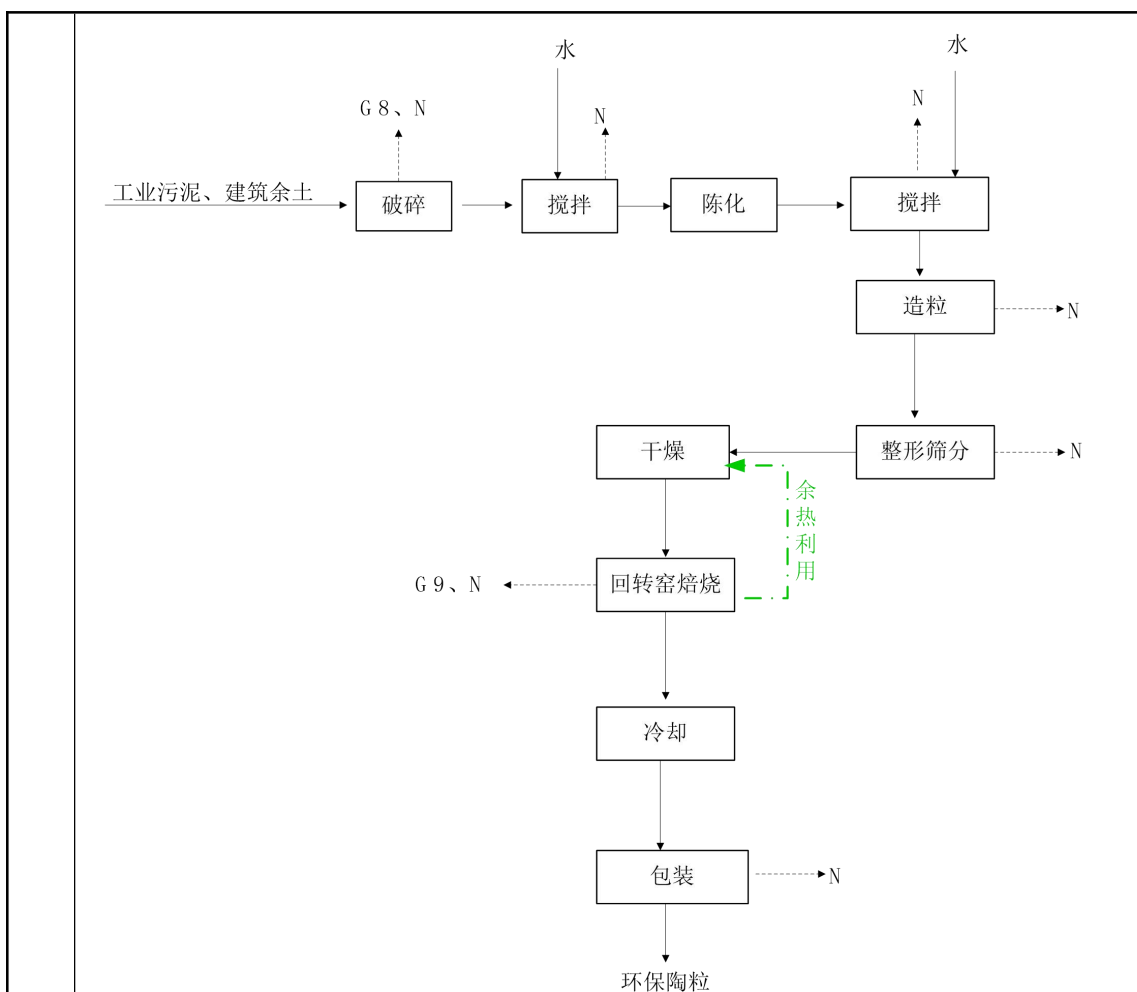 水
水
G8、N
N
N
工业污泥、建筑余土
破碎
搅拌
陈化
搅拌
造粒
N
干燥
整形筛分
N
余热利用
G9、N
回转窑焙烧
冷却
包装
N
环保陶粒